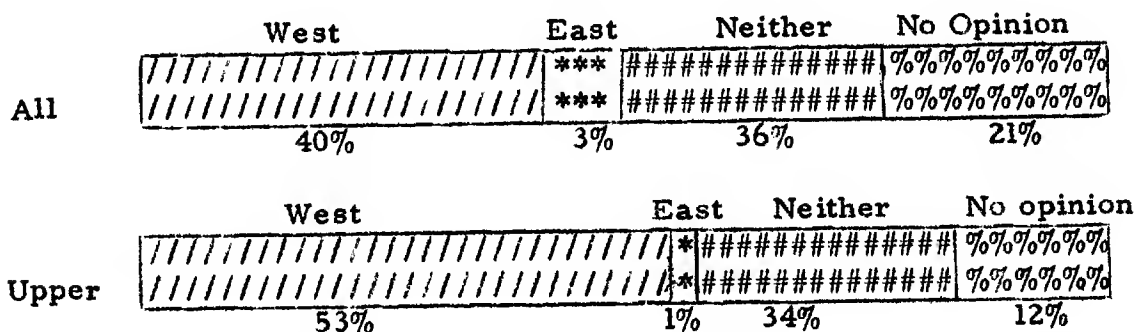 West East Neither No Opinion
All
40% 3% 36% 21%
West East Neither No opinion
Upper
53% 1% 34% 12%